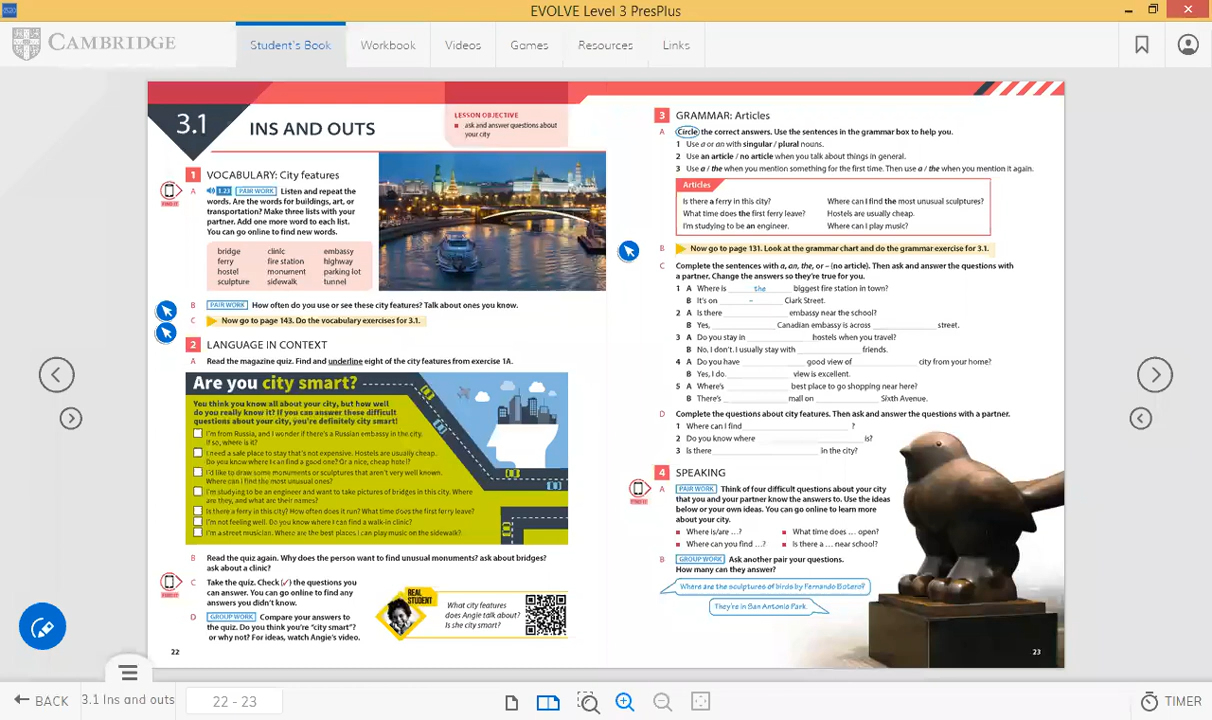 EVOLVE Level 3 PresPlus
CAMBRIDGE
Student's Book
Workbook
Videos
Games
Resources
Links
3.1
INS AND OUTS
LESSON OBJECTIVE
ask and answer questions about
your city
1 VOCABULARY: City features
A 1.23 PAIR WORK Listen and repeat the
words. Are the words for buildings, art, or
transportation? Make three lists with your
partner. Add one more word to each list.
You can go online to find new words.
FIND IT
bridge clinic embassy
ferry fire station highway
hostel monument parking lot
sculpture sidewalk tunnel
B PAIR WORK How often do you use or see these city features? Talk about ones you know.
C Now go to page 143. Do the vocabulary exercises for 3.1.
2 LANGUAGE IN CONTEXT
A Read the magazine quiz. Find and underline eight of the city features from exercise 1A.
Are you city smart?
You think you know all about your city, but how well
do you really know it? If you can answer these difficult
questions about your city, you're definitely city smart!
I'm from Russia, and I wonder if there's a Russian embassy in the city.
If so, where is it?
I need a safe place to stay that's not expensive. Hostels are usually cheap.
Do you know where I can find a good one? Or a nice, cheap hotel?
I'd like to draw some monuments or sculptures that aren't very well known.
Where can I find the most unusual ones?
I'm studying to be an engineer and want to take pictures of bridges in this city. Where
are they, and what are their names?
Is there a ferry in this city? How often does it run? What time does the first ferry leave?
I'm not feeling well. Do you know where I can find a walk-in clinic?
I'm a street musician. Where are the best places I can play music on the sidewalk?
B Read the quiz again. Why does the person want to find unusual monuments? ask about bridges?
ask about a clinic?
C Take the quiz. Check (✓) the questions you
can answer. You can go online to find any
answers you didn't know.
FIND IT
D GROUP WORK Compare your answers to
the quiz. Do you think you're "city smart"?
or why not? For ideas, watch Angie's video.
REAL
STUDENT
What city features
does Angie talk about?
Is she city smart?
22
3 GRAMMAR: Articles
A Circle the correct answers. Use the sentences in the grammar box to help you.
1 Use a or an with singular / plural nouns.
2 Use an article / no article when you talk about things in general.
3 Use a / the when you mention something for the first time. Then use a / the when you mention it again.
Articles
Is there a ferry in this city? Where can I find the most unusual sculptures?
What time does the first ferry leave? Hostels are usually cheap.
I'm studying to be an engineer. Where can I play music?
B Now go to page 131. Look at the grammar chart and do the grammar exercise for 3.1.
C Complete the sentences with a, an, the, or – (no article). Then ask and answer the questions with
a partner. Change the answers so they're true for you.
1 A Where is the biggest fire station in town?
B It's on – Clark Street.
2 A Is there embassy near the school?
B Yes, Canadian embassy is across street.
3 A Do you stay in hostels when you travel?
B No, I don't. I usually stay with friends.
4 A Do you have good view of city from your home?
B Yes, I do. view is excellent.
5 A Where's best place to go shopping near here?
B There's mall on Sixth Avenue.
D Complete the questions about city features. Then ask and answer the questions with a partner.
1 Where can I find ?
2 Do you know where is?
3 Is there in the city?
4 SPEAKING
A PAIR WORK Think of four difficult questions about your city
that you and your partner know the answers to. Use the ideas
below or your own ideas. You can go online to learn more
about your city.
FIND IT
Where is/are …? What time does … open?
Where can you find …? Is there a … near school?
B GROUP WORK Ask another pair your questions.
How many can they answer?
Where are the sculptures of birds by Fernando Botero?
They're in San Antonio Park.
23
BACK
3.1 Ins and outs
22 - 23
TIMER